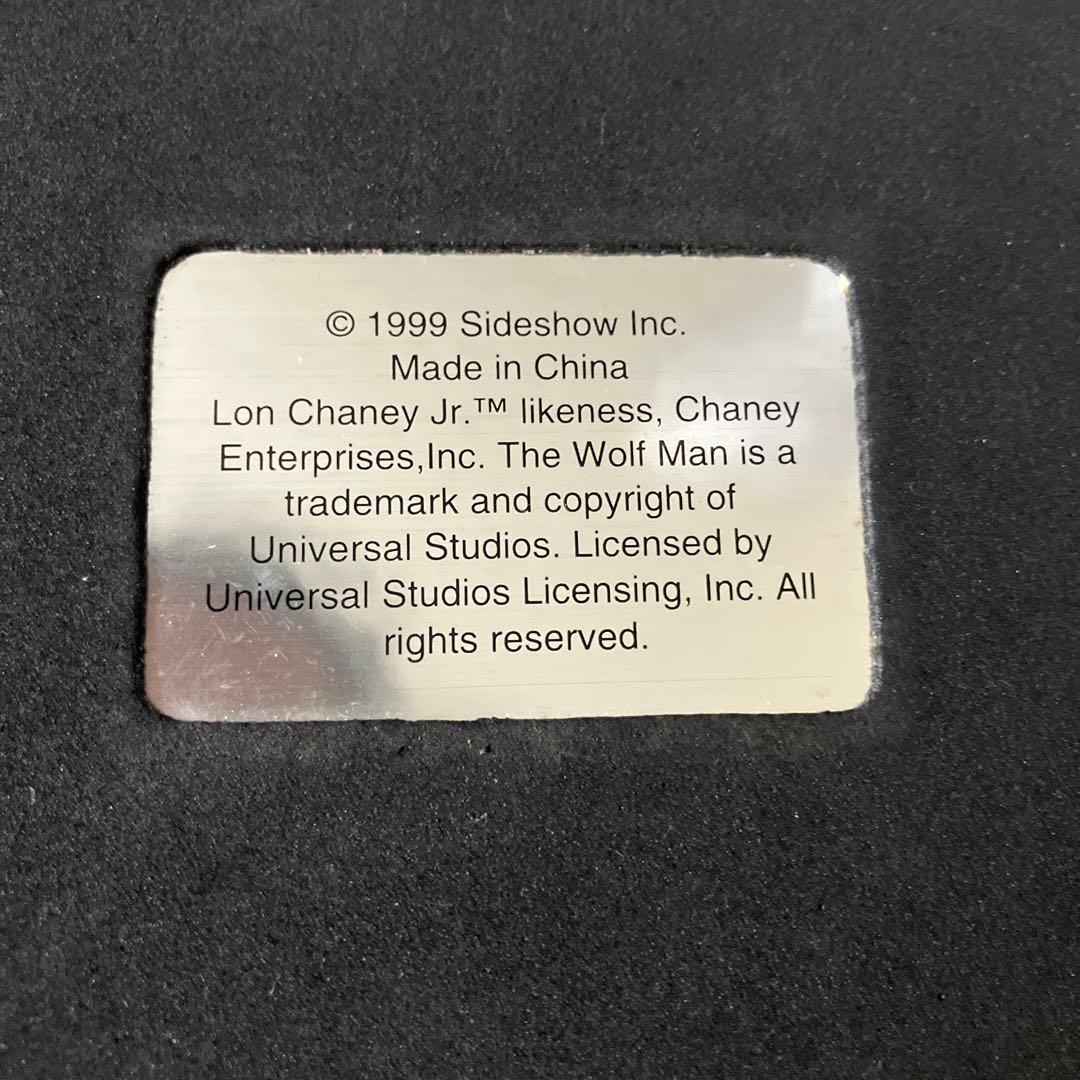 © 1999 Sideshow Inc.
Made in China
Lon Chaney Jr.™ likeness, Chaney
Enterprises,Inc. The Wolf Man is a
trademark and copyright of
Universal Studios. Licensed by
Universal Studios Licensing, Inc. All
rights reserved.